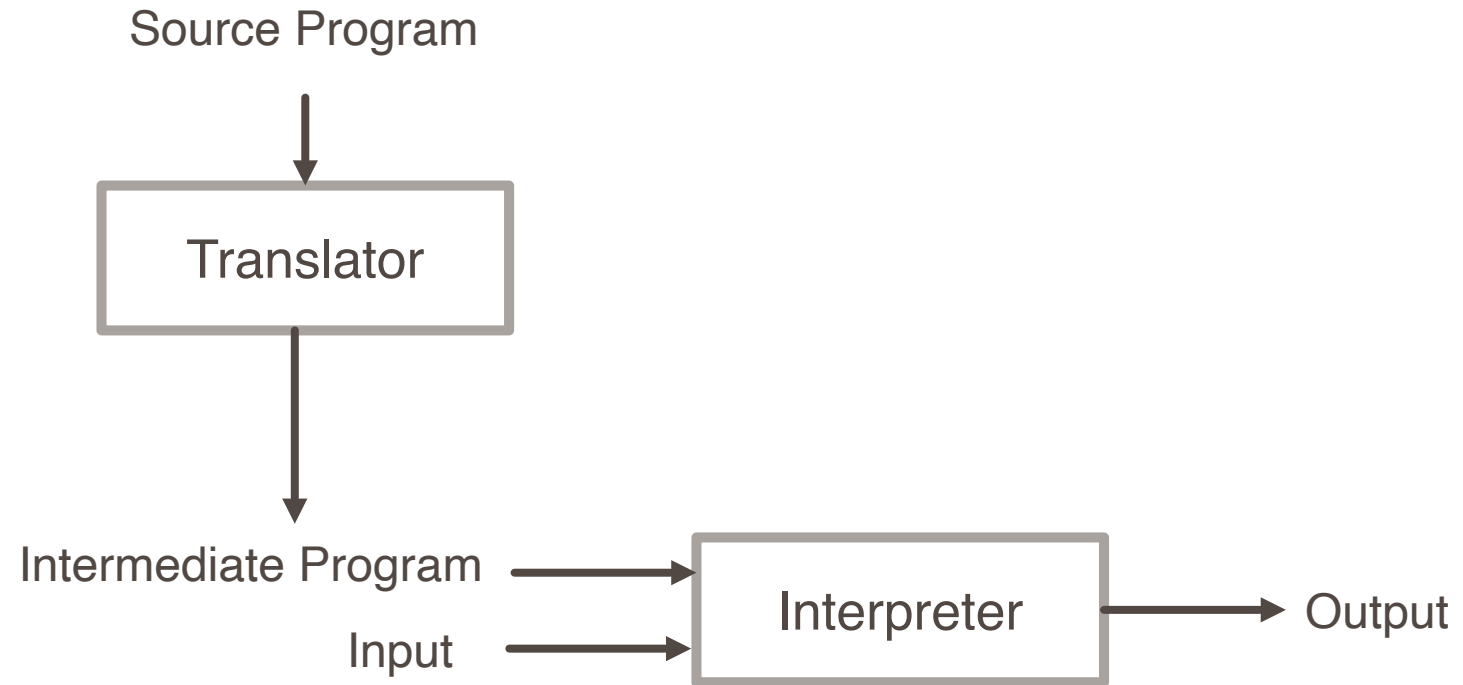 Source Program
Translator
Intermediate Program
Interpreter
Output
Input